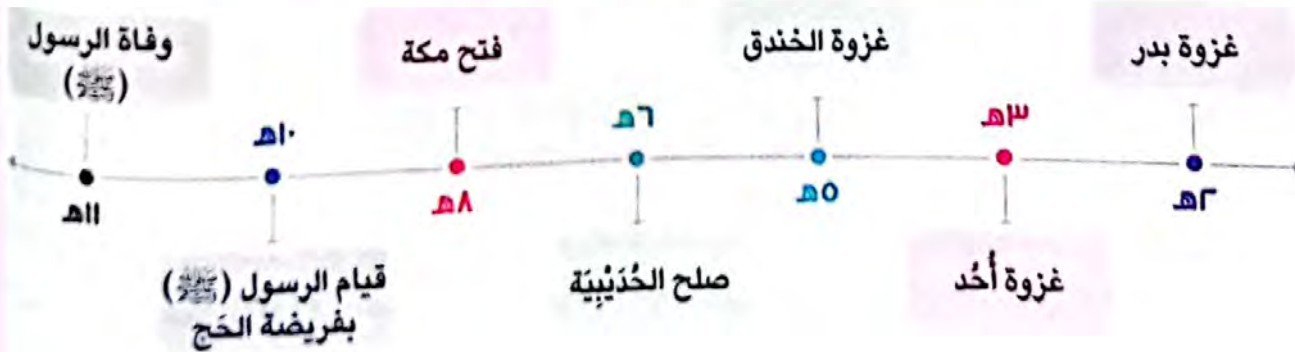 غزوة بدر
٢هـ
٣هـ
غزوة أُحُد
غزوة الخندق
٥هـ
٦هـ
صلح الحُدَيْبِيَة
فتح مكة
٨هـ
١٠هـ
قيام الرسول (ﷺ)
بفريضة الحَج
وفاة الرسول
(ﷺ)
١١هـ